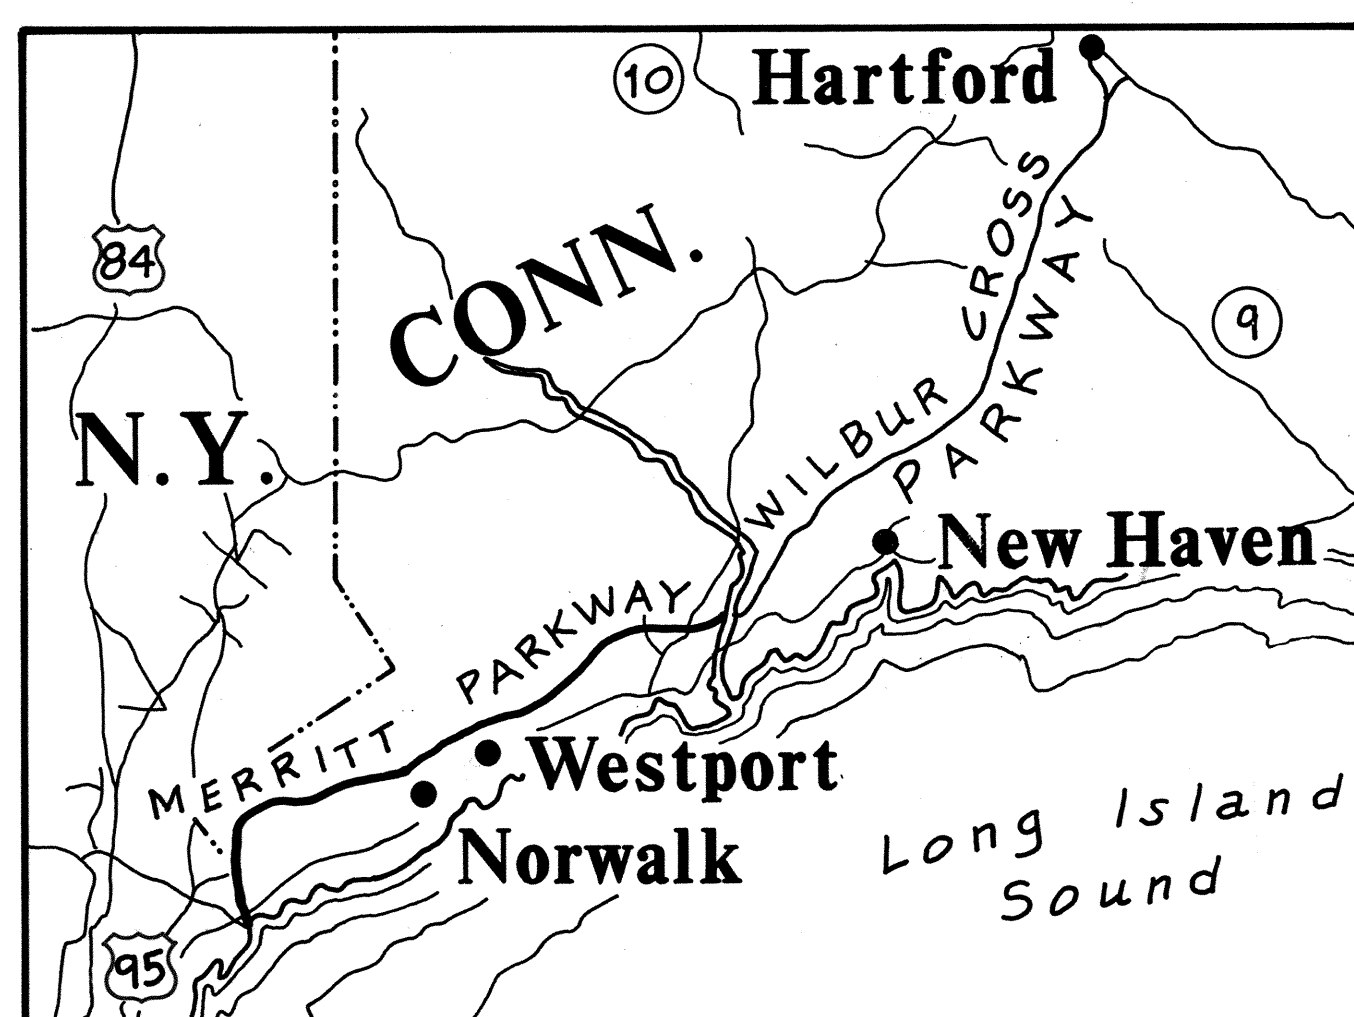 10
Hartford
84
CONN.
CROSS
PARKWAY
9
N.Y.
WILBUR
New Haven
PARKWAY
MERRITT
Westport
Norwalk
Long Island
Sound
95